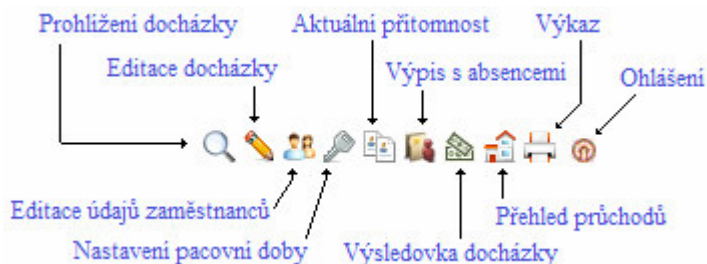 Prohlížení docházky
Aktuální přítomnost
Výkaz
Editace docházky
Výpis s absencemi
Ohlášení
Editace údajů zaměstnanců
Přehled průchodů
Nastavení pacovní doby
Výsledovka docházky